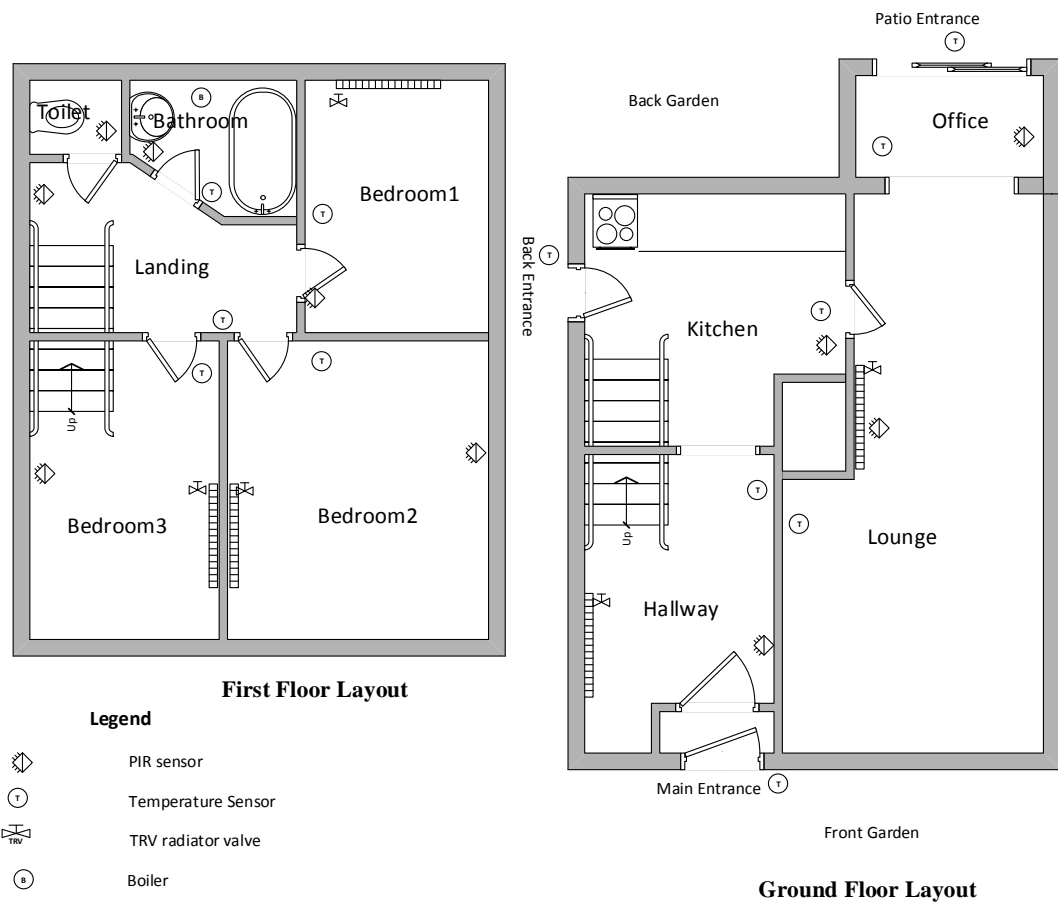 Toilet
B
Bathroom
Bedroom1
T
T
Landing
T
T
T
Up
Bedroom3
Bedroom2
First Floor Layout
Legend
PIR sensor
T
Temperature Sensor
TRV
TRV radiator valve
B
Boiler
Patio Entrance
T
Back Garden
Office
T
Back Entrance
T
T
Kitchen
T
T
Up
Lounge
Hallway
Main Entrance
T
Front Garden
Ground Floor Layout